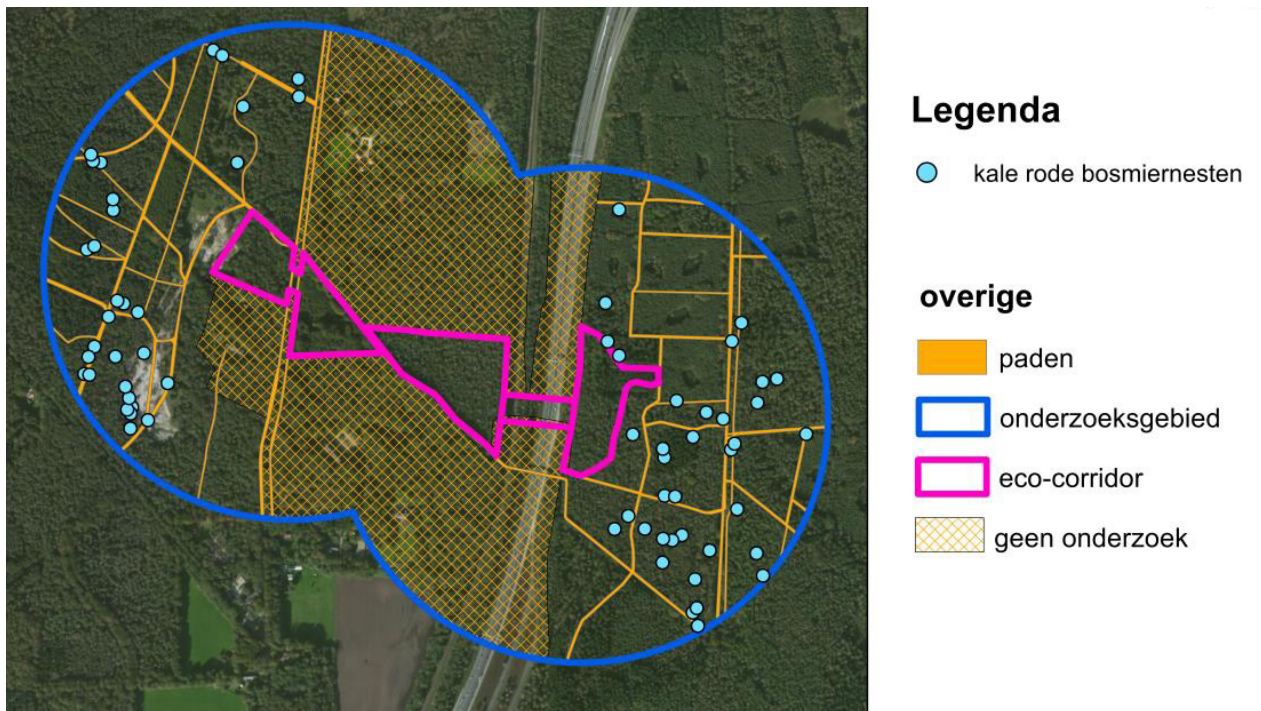 Legenda
kale rode bosmiernesten
overige
paden
onderzoeksgebied
eco-corridor
geen onderzoek